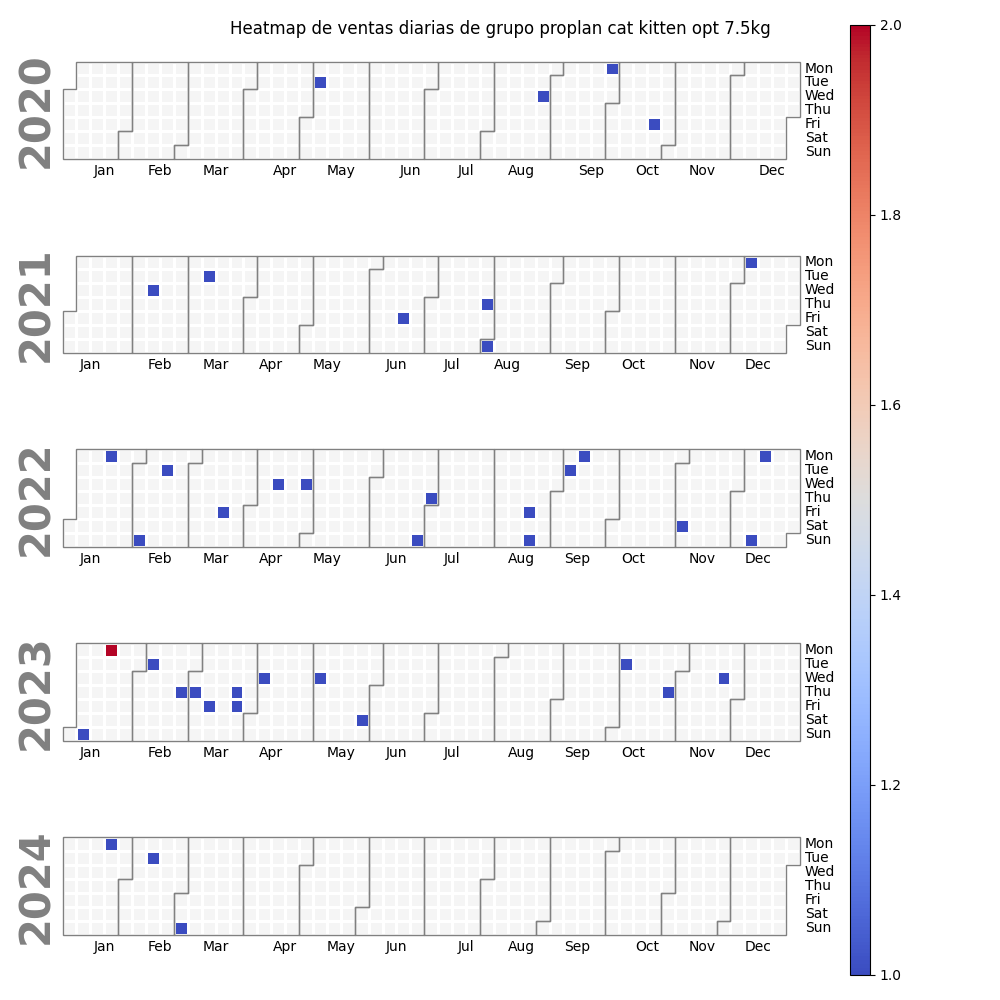 Heatmap de ventas diarias de grupo proplan cat kitten opt 7.5kg
2020
Mon
Tue
Wed
Thu
Fri
Sat
Sun
Jan Feb Mar Apr May Jun Jul Aug Sep Oct Nov Dec
2021
Mon
Tue
Wed
Thu
Fri
Sat
Sun
Jan Feb Mar Apr May Jun Jul Aug Sep Oct Nov Dec
2022
Mon
Tue
Wed
Thu
Fri
Sat
Sun
Jan Feb Mar Apr May Jun Jul Aug Sep Oct Nov Dec
2023
Mon
Tue
Wed
Thu
Fri
Sat
Sun
Jan Feb Mar Apr May Jun Jul Aug Sep Oct Nov Dec
2024
Mon
Tue
Wed
Thu
Fri
Sat
Sun
Jan Feb Mar Apr May Jun Jul Aug Sep Oct Nov Dec
2.0
1.8
1.6
1.4
1.2
1.0